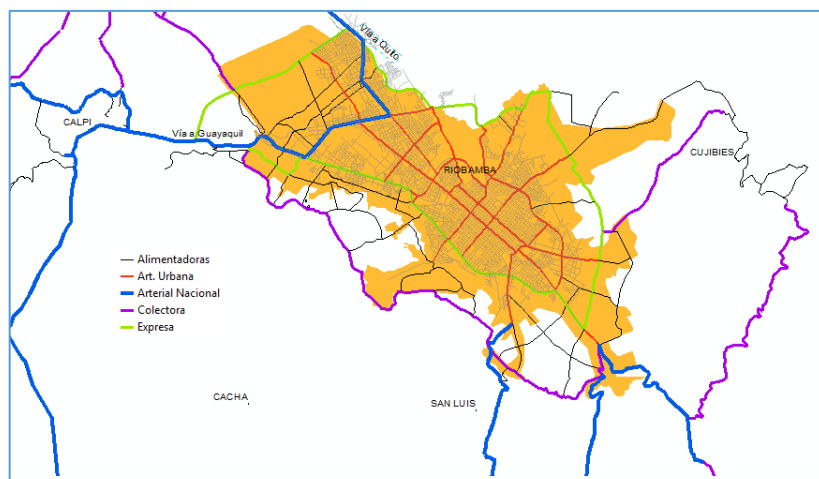 Vía a Quito
CALPI
Vía a Guayaquil
CUJIBIES
RIOBAMBA
Alimentadoras
Art. Urbana
Arterial Nacional
Colectora
Expresa
CACHA
SAN LUIS